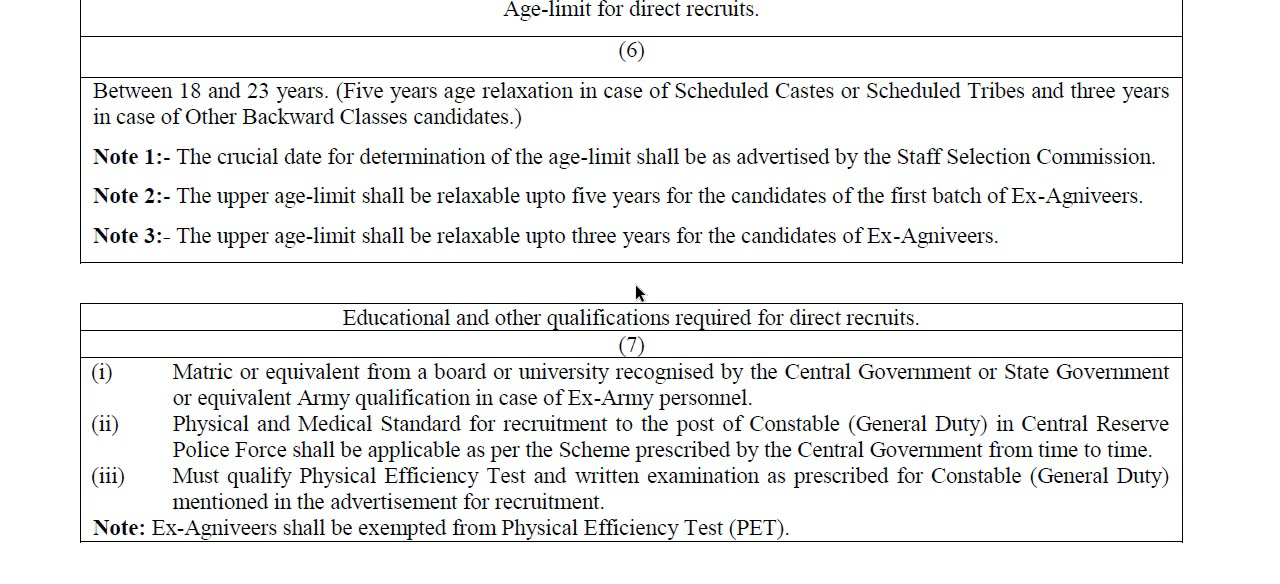 Age-limit for direct recruits.
(6)
Between 18 and 23 years. (Five years age relaxation in case of Scheduled Castes or Scheduled Tribes and three years
in case of Other Backward Classes candidates.)
Note 1:- The crucial date for determination of the age-limit shall be as advertised by the Staff Selection Commission.
Note 2:- The upper age-limit shall be relaxable upto five years for the candidates of the first batch of Ex-Agniveers.
Note 3:- The upper age-limit shall be relaxable upto three years for the candidates of Ex-Agniveers.
Educational and other qualifications required for direct recruits.
(7)
(i) Matric or equivalent from a board or university recognised by the Central Government or State Government
or equivalent Army qualification in case of Ex-Army personnel.
(ii) Physical and Medical Standard for recruitment to the post of Constable (General Duty) in Central Reserve
Police Force shall be applicable as per the Scheme prescribed by the Central Government from time to time.
(iii) Must qualify Physical Efficiency Test and written examination as prescribed for Constable (General Duty)
mentioned in the advertisement for recruitment.
Note: Ex-Agniveers shall be exempted from Physical Efficiency Test (PET).